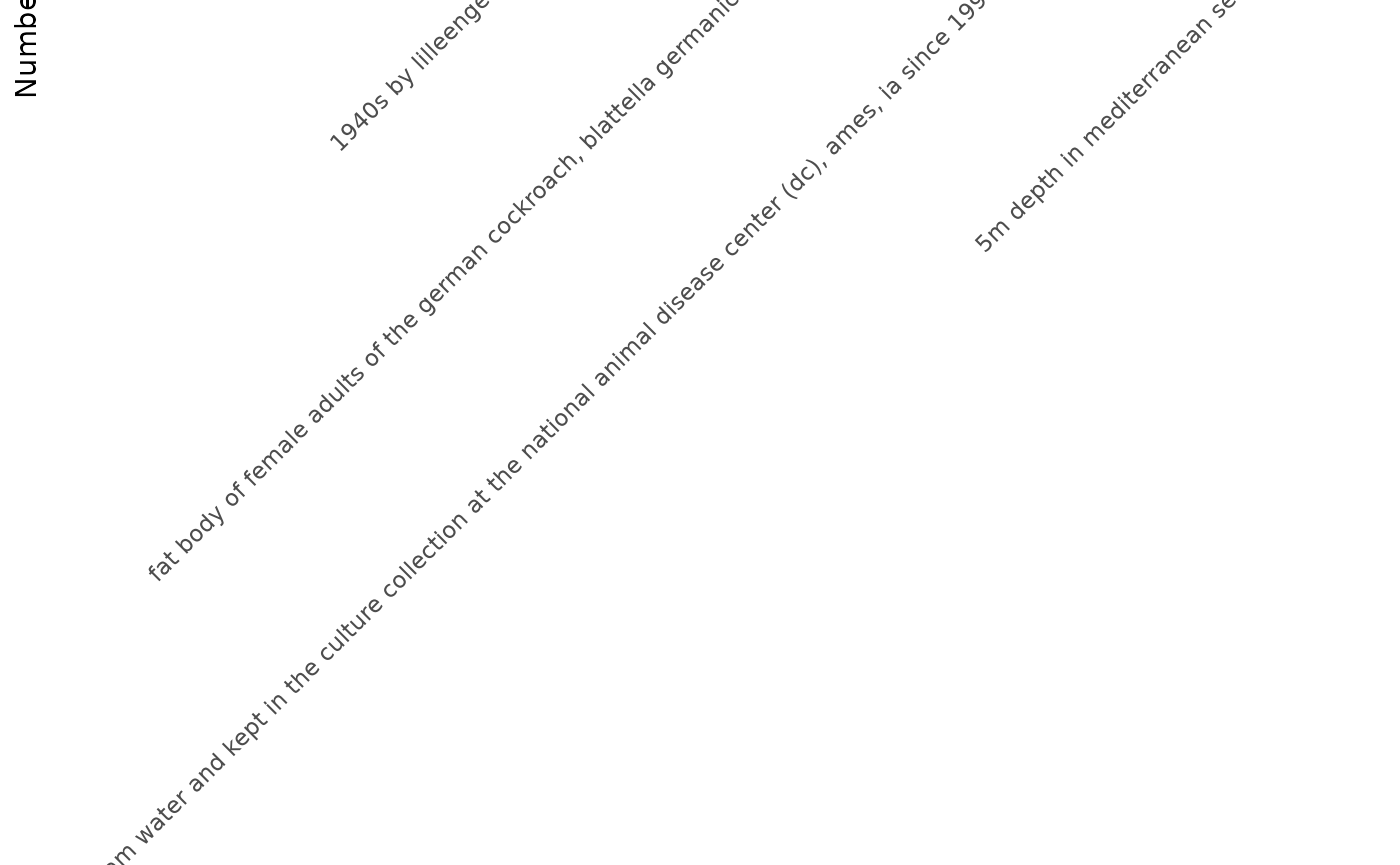 Numbe
1940s by lilleenge
fat body of female adults of the german cockroach, blattella germanic
om water and kept in the culture collection at the national animal disease center (dc), ames, ia since 199
5m depth in mediterranean se